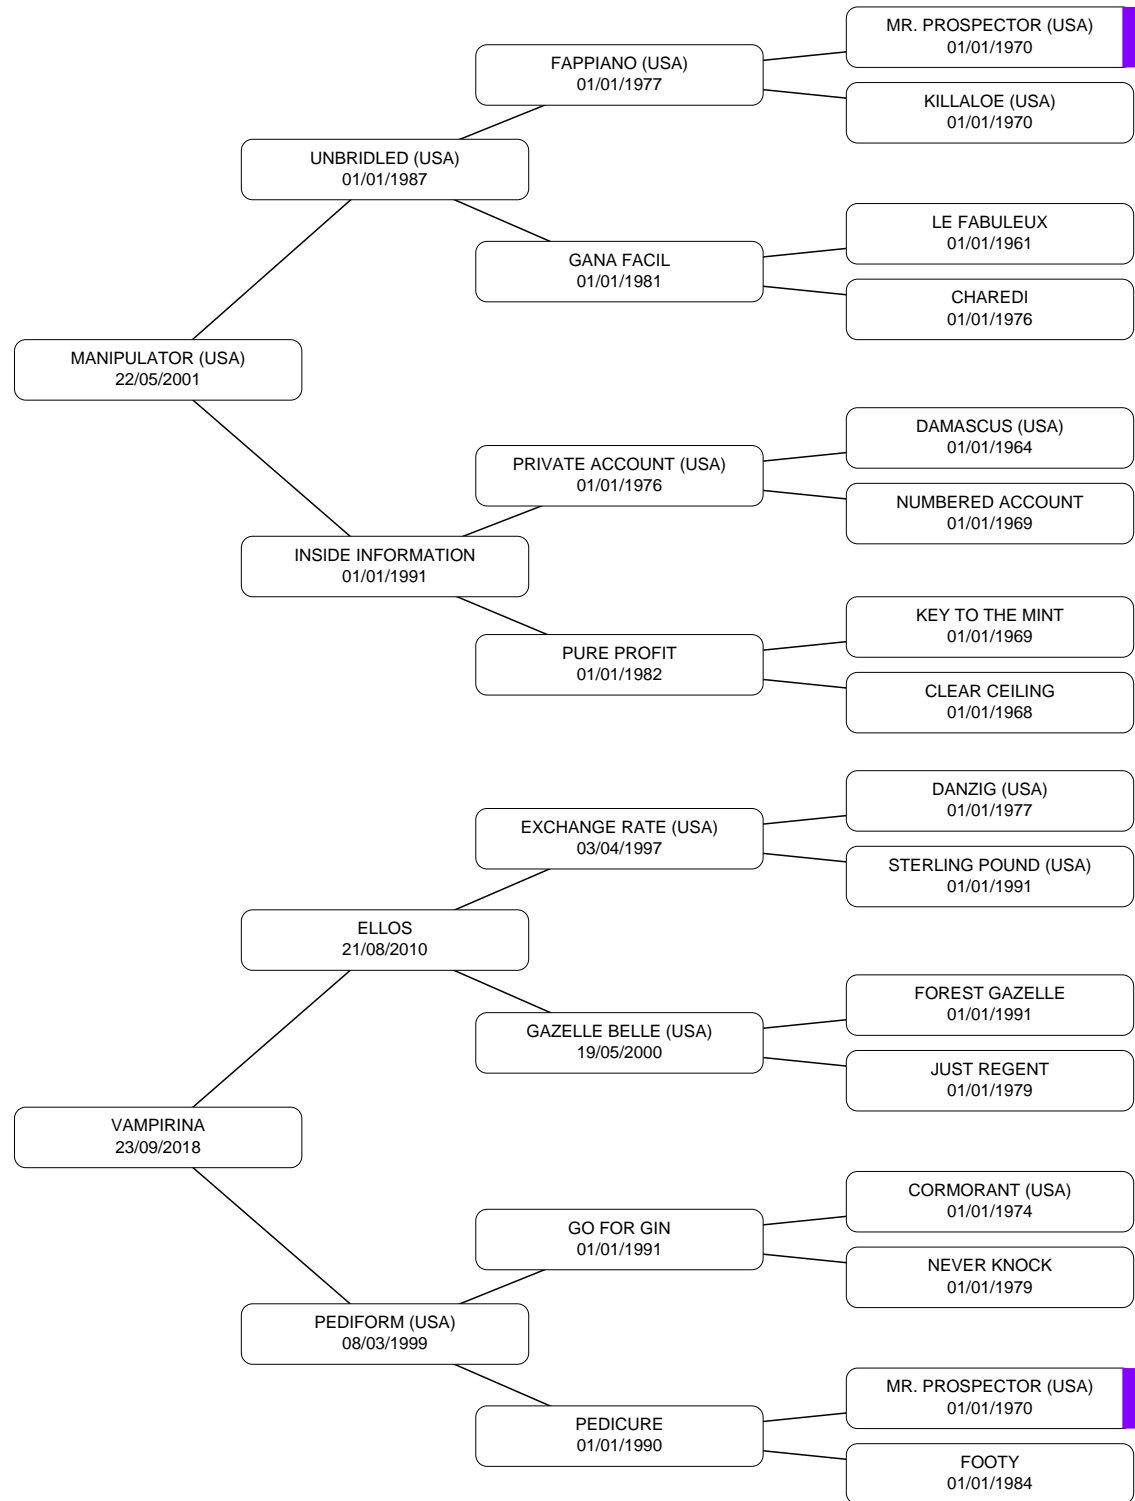 MR. PROSPECTOR (USA)
01/01/1970
FAPPIANO (USA)
01/01/1977
KILLALOE (USA)
01/01/1970
UNBRIDLED (USA)
01/01/1987
LE FABULEUX
01/01/1961
GANA FACIL
01/01/1981
CHAREDI
01/01/1976
MANIPULATOR (USA)
22/05/2001
DAMASCUS (USA)
01/01/1964
PRIVATE ACCOUNT (USA)
01/01/1976
NUMBERED ACCOUNT
01/01/1969
INSIDE INFORMATION
01/01/1991
KEY TO THE MINT
01/01/1969
PURE PROFIT
01/01/1982
CLEAR CEILING
01/01/1968
DANZIG (USA)
01/01/1977
EXCHANGE RATE (USA)
03/04/1997
STERLING POUND (USA)
01/01/1991
ELLOS
21/08/2010
FOREST GAZELLE
01/01/1991
GAZELLE BELLE (USA)
19/05/2000
JUST REGENT
01/01/1979
VAMPIRINA
23/09/2018
CORMORANT (USA)
01/01/1974
GO FOR GIN
01/01/1991
NEVER KNOCK
01/01/1979
PEDIFORM (USA)
08/03/1999
MR. PROSPECTOR (USA)
01/01/1970
PEDICURE
01/01/1990
FOOTY
01/01/1984